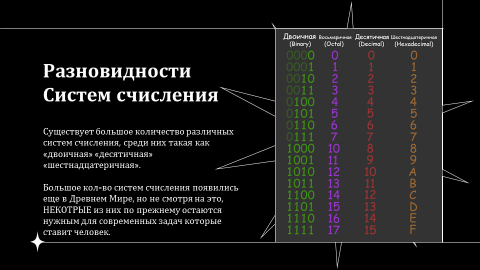 Разновидности
Систем счисления
Существует большое количество различных
систем счисления, среди них такая как
«двоичная» «десятичная»
«шестнадцатеричная».
Большое кол-во систем счисления появились
еще в Древнем Мире, но не смотря на это,
НЕКОТРЫЕ из них по прежнему остаются
нужным для современных задач которые
ставит человек.
Двоичная Восьмеричная Десятичная Шестнадцатеричная
(Binary) (Octal) (Decimal) (Hexadecimal)
0000 0 0 0
0001 1 1 1
0010 2 2 2
0011 3 3 3
0100 4 4 4
0101 5 5 5
0110 6 6 6
0111 7 7 7
1000 10 8 8
1001 11 9 9
1010 12 10 A
1011 13 11 B
1100 14 12 C
1101 15 13 D
1110 16 14 E
1111 17 15 F